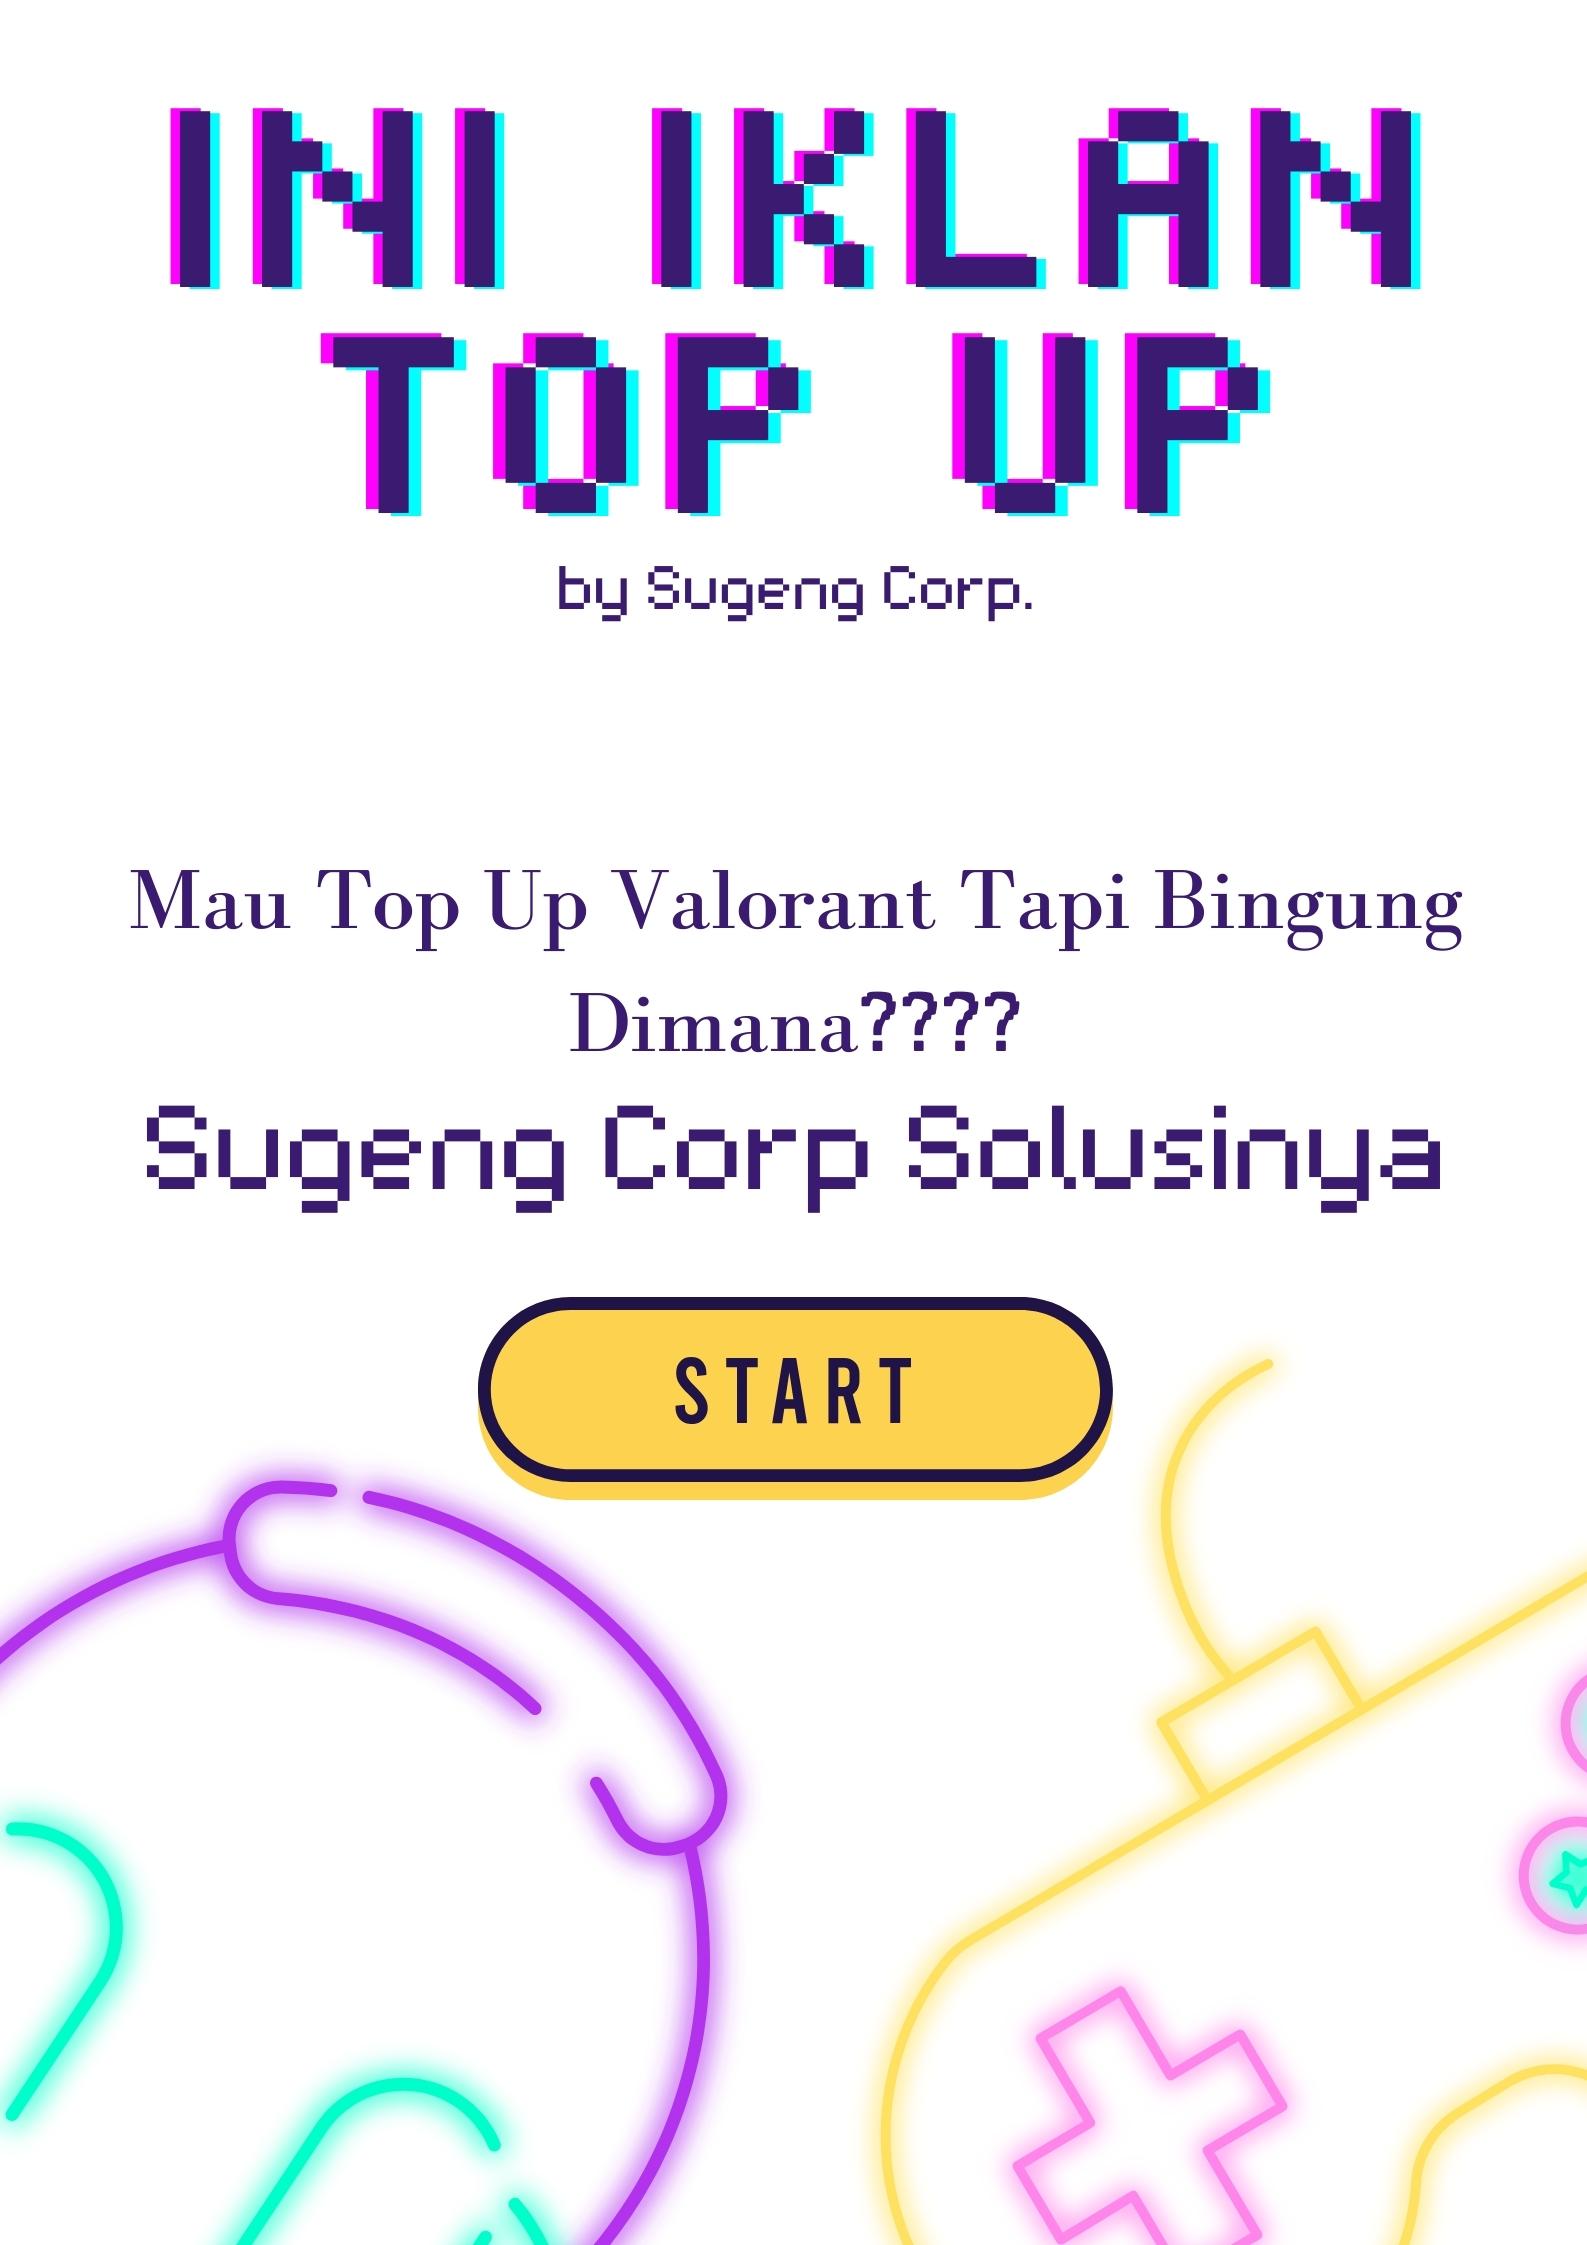 INI IKLAN
TOP UP
by Sugeng Corp.
Mau Top Up Valorant Tapi Bingung
Dimana????
Sugeng Corp Solusinya
START